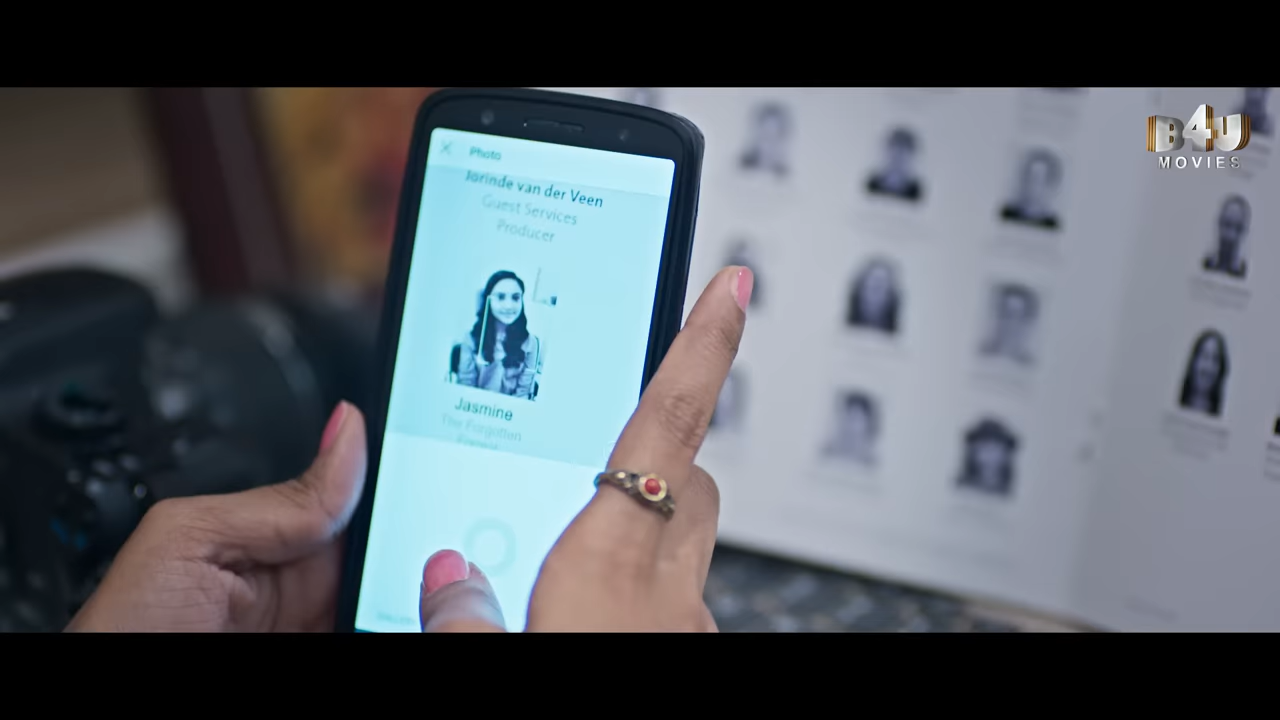 B4U
MOVIES
Photo
Jorinde van der Veen
Guest Services
Producer
Jasmine
The Forgotten